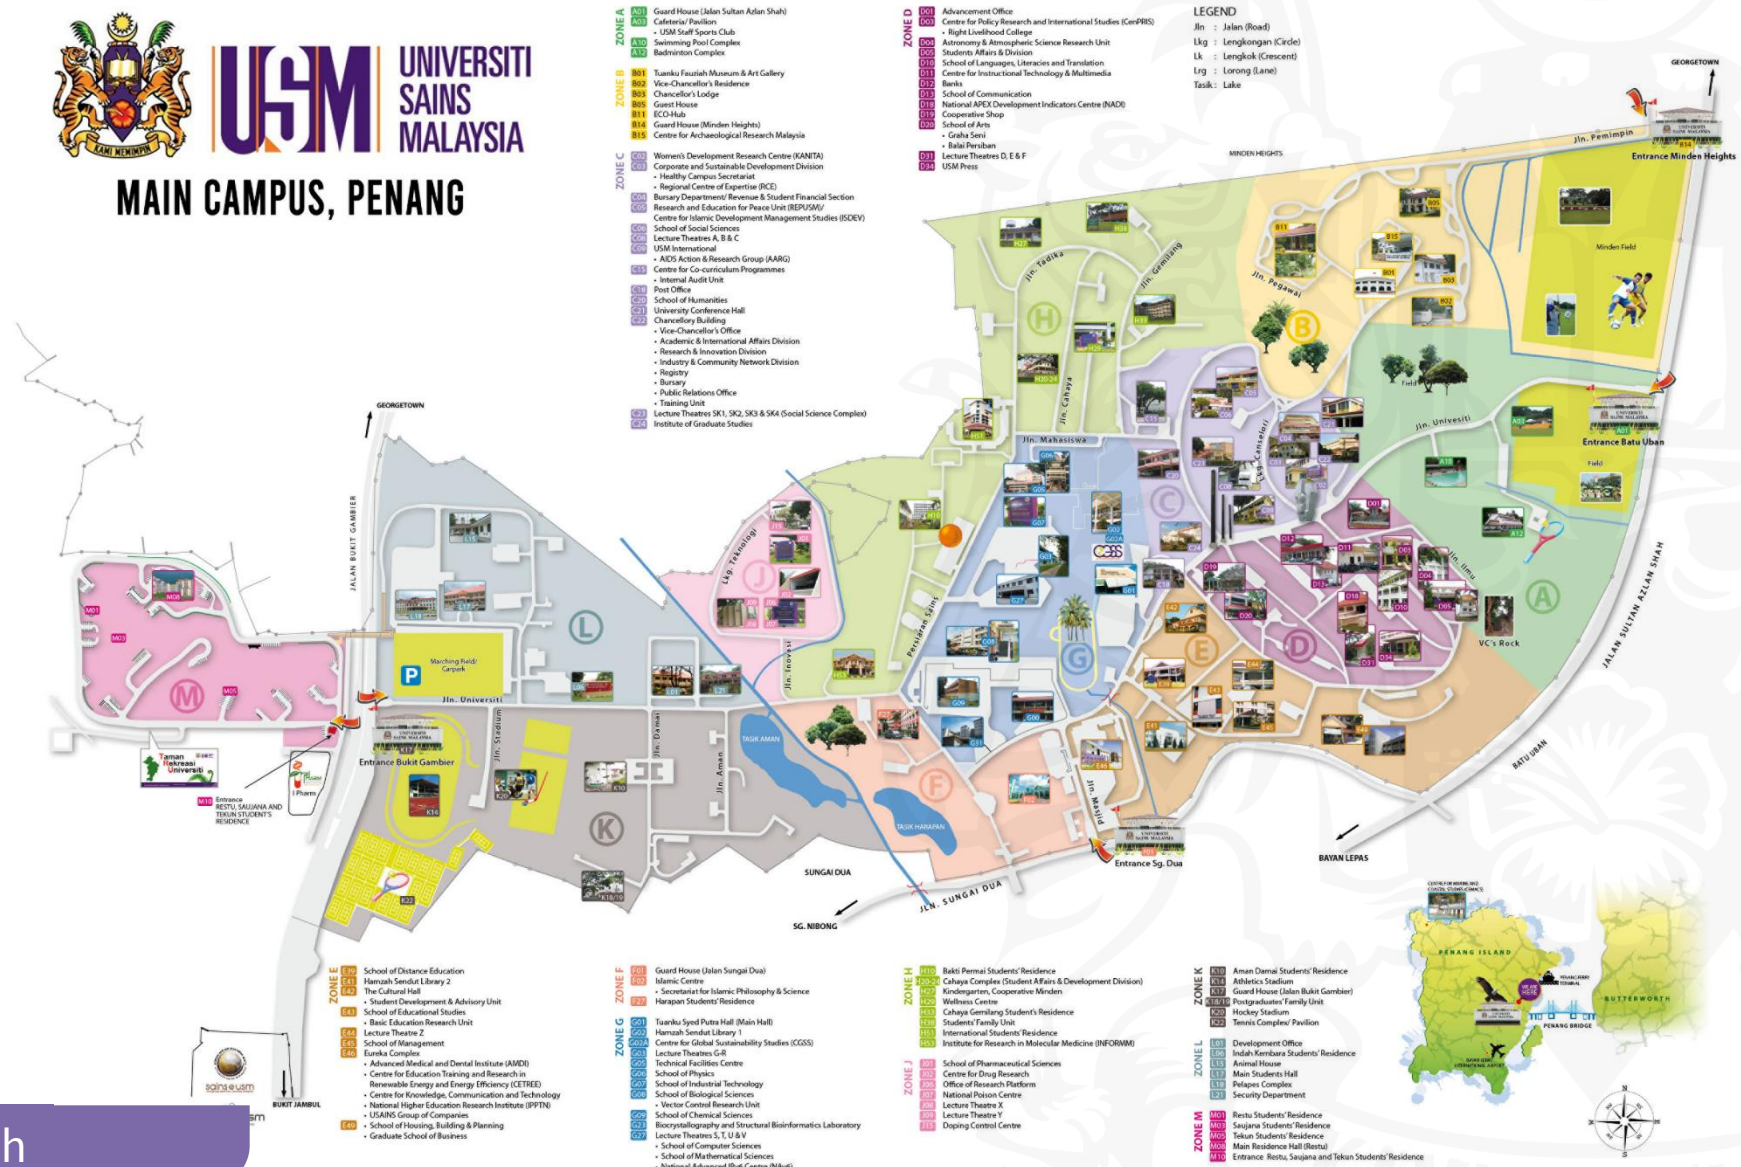 USM
UNIVERSITI
SAINS
MALAYSIA
KAMI MEMIMPIN
MAIN CAMPUS, PENANG
ZONE A
A01 Guard House (Jalan Sultan Azlan Shah)
A03 Cafeteria/ Pavilion
• USM Staff Sports Club
A10 Swimming Pool Complex
A12 Badminton Complex
ZONE B
B01 Tuanku Fauziah Museum & Art Gallery
B02 Vice-Chancellor's Residence
B03 Chancellor's Lodge
B05 Guest House
B11 ECO-Hub
B14 Guard House (Minden Heights)
B15 Centre for Archaeological Research Malaysia
ZONE C
C02 Women's Development Research Centre (KANITA)
C03 Corporate and Sustainable Development Division
• Healthy Campus Secretariat
• Regional Centre of Expertise (RCE)
C04 Bursary Department/ Revenue & Student Financial Section
C05 Research and Education for Peace Unit (REPUSM)/
Centre for Islamic Development Management Studies (ISDEV)
C06 School of Social Sciences
C08 Lecture Theatres A, B & C
C09 USM International
• AIDS Action & Research Group (AARG)
C15 Centre for Co-curriculum Programmes
• Internal Audit Unit
C18 Post Office
C20 School of Humanities
C21 University Conference Hall
C22 Chancellory Building
• Vice-Chancellor's Office
• Academic & International Affairs Division
• Research & Innovation Division
• Industry & Community Network Division
• Registry
• Bursary
• Public Relations Office
• Training Unit
C23 Lecture Theatres SK1, SK2, SK3 & SK4 (Social Science Complex)
C24 Institute of Graduate Studies
ZONE D
D01 Advancement Office
D03 Centre for Policy Research and International Studies (CenPRIS)
• Right Livelihood College
D04 Astronomy & Atmospheric Science Research Unit
D05 Students Affairs & Division
D10 School of Languages, Literacies and Translation
D11 Centre for Instructional Technology & Multimedia
D12 Banks
D13 School of Communication
D18 National APEX Development Indicators Centre (NADI)
D19 Cooperative Shop
D20 School of Arts
• Graha Seni
• Balai Persiban
D31 Lecture Theatres D, E & F
D34 USM Press
LEGEND
Jln : Jalan (Road)
Lkg : Lengkongan (Circle)
Lk : Lengkok (Crescent)
Lrg : Lorong (Lane)
Tasik : Lake
GEORGETOWN
Jln. Pemimpin
B14
Entrance Minden Heights
MINDEN HEIGHTS
Minden Field
Jln. Tadika
Jln. Gemilang
Jln. Pegawai
Jln. Cahaya
Jln. Mahasiswa
Lkg. Canselori
Jln. Univesiti
Field
Entrance Batu Uban
Field
JALAN SULTAN AZLAN SHAH
Jln. Ilmu
VC's Rock
BATU UBAN
BAYAN LEPAS
GEORGETOWN
JALAN BUKIT GAMBIER
Lkg. Teknologi
Persiaran Sains
Jln. Inovasi
CGSS
Marching Field/
Carpark
P
Jln. Universiti
Jln. Stadium
Jln. Damai
Jln. Aman
Jln. Masjid
TASIK AMAN
TASIK HARAPAN
Entrance Bukit Gambier
Taman
Rekreasi
Universiti
I Pharm
M10 Entrance
RESTU, SAUJANA AND
TEKUN STUDENT'S
RESIDENCE
Entrance Sg. Dua
SUNGAI DUA
JLN. SUNGAI DUA
SG. NIBONG
A
B
C
D
E
F
G
H
J
K
L
M
BUKIT JAMBUL
sains@usm
sm
h
ZONE E
E39 School of Distance Education
E41 Hamzah Sendut Library 2
E42 The Cultural Hall
• Student Development & Advisory Unit
E43 School of Educational Studies
• Basic Education Research Unit
E44 Lecture Theatre Z
E45 School of Management
E46 Eureka Complex
• Advanced Medical and Dental Institute (AMDI)
• Centre for Education Training and Research in
Renewable Energy and Energy Efficiency (CETREE)
• Centre for Knowledge, Communication and Technology
• National Higher Education Research Institute (IPPTN)
• USAINS Group of Companies
E49 • School of Housing, Building & Planning
• Graduate School of Business
ZONE F
F01 Guard House (Jalan Sungai Dua)
F02 Islamic Centre
• Secretariat for Islamic Philosophy & Science
F27 Harapan Students' Residence
ZONE G
G01 Tuanku Syed Putra Hall (Main Hall)
G02 Hamzah Sendut Library 1
G02A Centre for Global Sustainability Studies (CGSS)
G03 Lecture Theatres G-R
G05 Technical Facilities Centre
G06 School of Physics
G07 School of Industrial Technology
G08 School of Biological Sciences
• Vector Control Research Unit
G09 School of Chemical Sciences
G23 Biocrystallography and Structural Bioinformatics Laboratory
G27 Lecture Theatres S, T, U & V
• School of Computer Sciences
• School of Mathematical Sciences
• National Advanced IPv6 Centre (NAv6)
ZONE H
H10 Bakti Permai Students' Residence
H20-24 Cahaya Complex (Student Affairs & Development Division)
H27 Kindergarten, Cooperative Minden
H29 Wellness Centre
H33 Cahaya Gemilang Student's Residence
H36 Students' Family Unit
H51 International Students' Residence
H53 Institute for Research in Molecular Medicine (INFORMM)
ZONE J
J01 School of Pharmaceutical Sciences
J02 Centre for Drug Research
J06 Office of Research Platform
J07 National Poison Centre
J08 Lecture Theatre X
J09 Lecture Theatre Y
J15 Doping Control Centre
ZONE K
K10 Aman Damai Students' Residence
K14 Athletics Stadium
K17 Guard House (Jalan Bukit Gambier)
K18/19 Postgraduates' Family Unit
K20 Hockey Stadium
K22 Tennis Complex/ Pavilion
ZONE L
L01 Development Office
L06 Indah Kembara Students' Residence
L15 Animal House
L17 Main Students Hall
L18 Pelapes Complex
L21 Security Department
ZONE M
M01 Restu Students' Residence
M03 Saujana Students' Residence
M05 Tekun Students' Residence
M08 Main Residence Hall (Restu)
M10 Entrance Restu, Saujana and Tekun Students' Residence
PENANG ISLAND
WE ARE HERE
PENANG BRIDGE
BUTTERWORTH